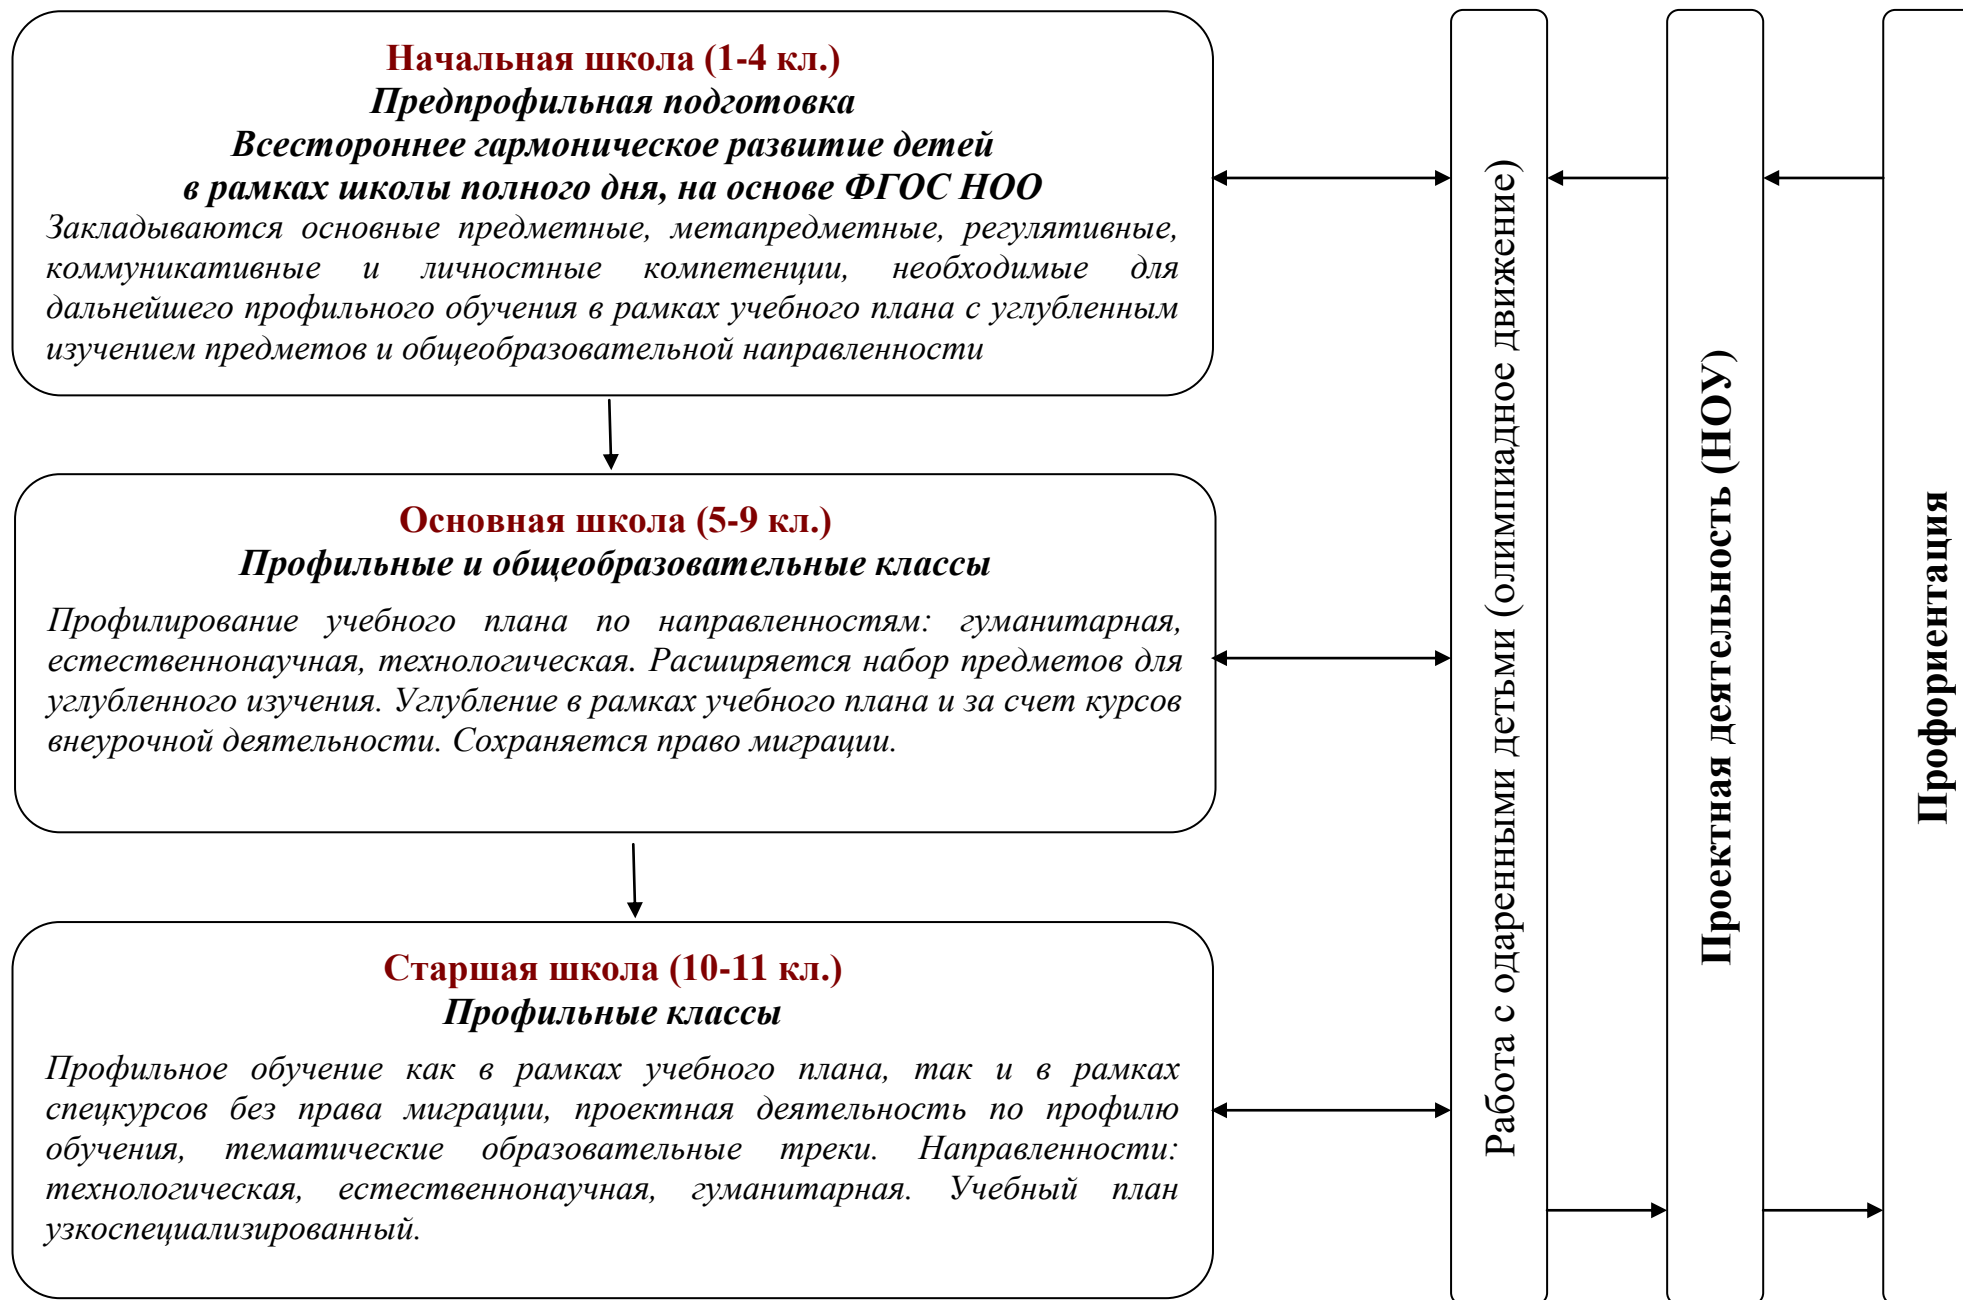 Начальная школа (1-4 кл.)
Предпрофильная подготовка
Всестороннее гармоническое развитие детей
в рамках школы полного дня, на основе ФГОС НОО
Закладываются основные предметные, метапредметные, регулятивные,
коммуникативные и личностные компетенции, необходимые для
дальнейшего профильного обучения в рамках учебного плана с углубленным
изучением предметов и общеобразовательной направленности
Основная школа (5-9 кл.)
Профильные и общеобразовательные классы
Профилирование учебного плана по направленностям: гуманитарная,
естественнонаучная, технологическая. Расширяется набор предметов для
углубленного изучения. Углубление в рамках учебного плана и за счет курсов
внеурочной деятельности. Сохраняется право миграции.
Старшая школа (10-11 кл.)
Профильные классы
Профильное обучение как в рамках учебного плана, так и в рамках
спецкурсов без права миграции, проектная деятельность по профилю
обучения, тематические образовательные треки. Направленности:
технологическая, естественнонаучная, гуманитарная. Учебный план
узкоспециализированный.
Работа с одаренными детьми (олимпиадное движение)
Проектная деятельность (НОУ)
Профориентация